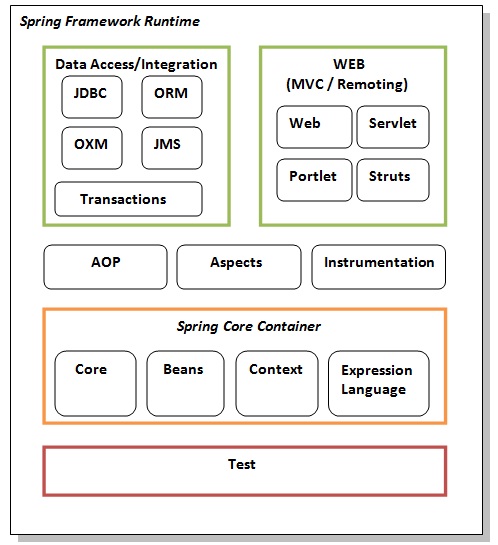 Spring Framework Runtime
Data Access/Integration
JDBC
ORM
OXM
JMS
Transactions
WEB
(MVC / Remoting)
Web
Servlet
Portlet
Struts
AOP
Aspects
Instrumentation
Spring Core Container
Core
Beans
Context
Expression
Language
Test